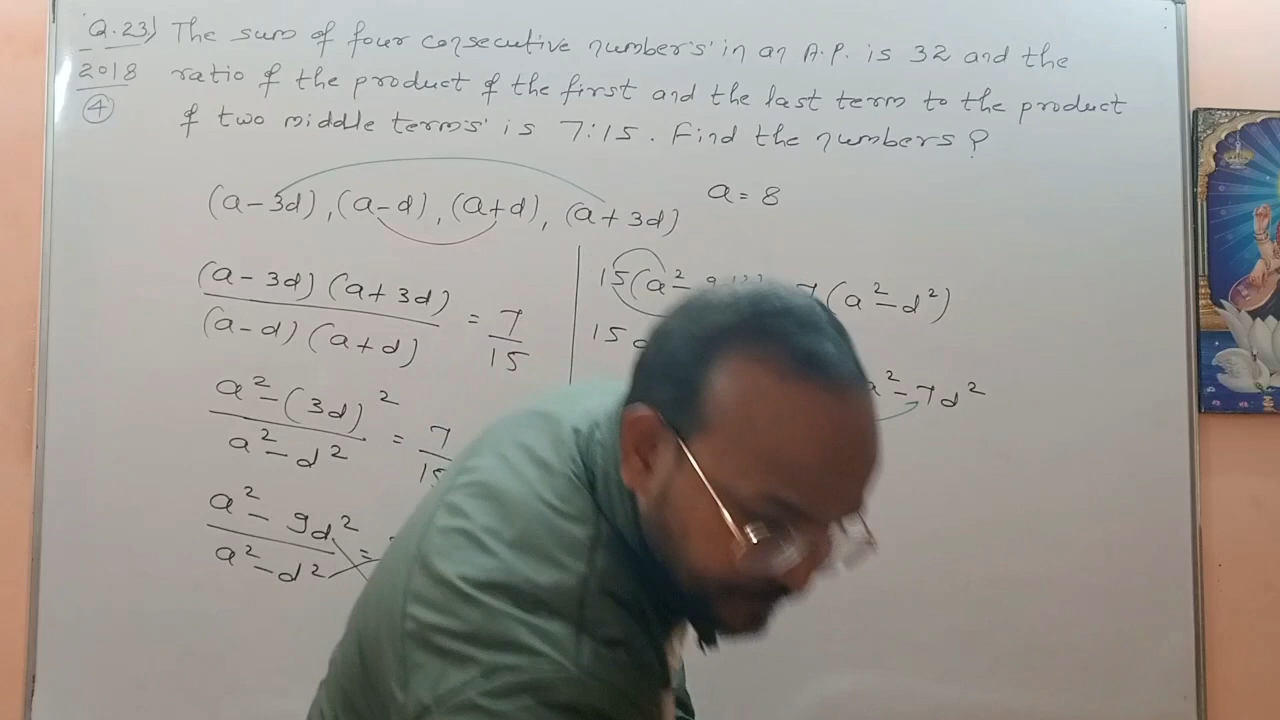 Q.23) The sum of four consecutive numbers in an A.P. is 32 and the
2018 ratio of the product of the first and the last term to the product
4 of two middle terms is 7:15. Find the numbers?
(a-3d), (a-d), (a+d), (a+3d)
a = 8
(a-3d)(a+3d)
(a-d)(a+d)
= 7/15
a²-(3d)²
a²-d²
= 7
a²-9d²
a²-d²
=
15(a²- 7(a²-d²)
15
a²-7d²